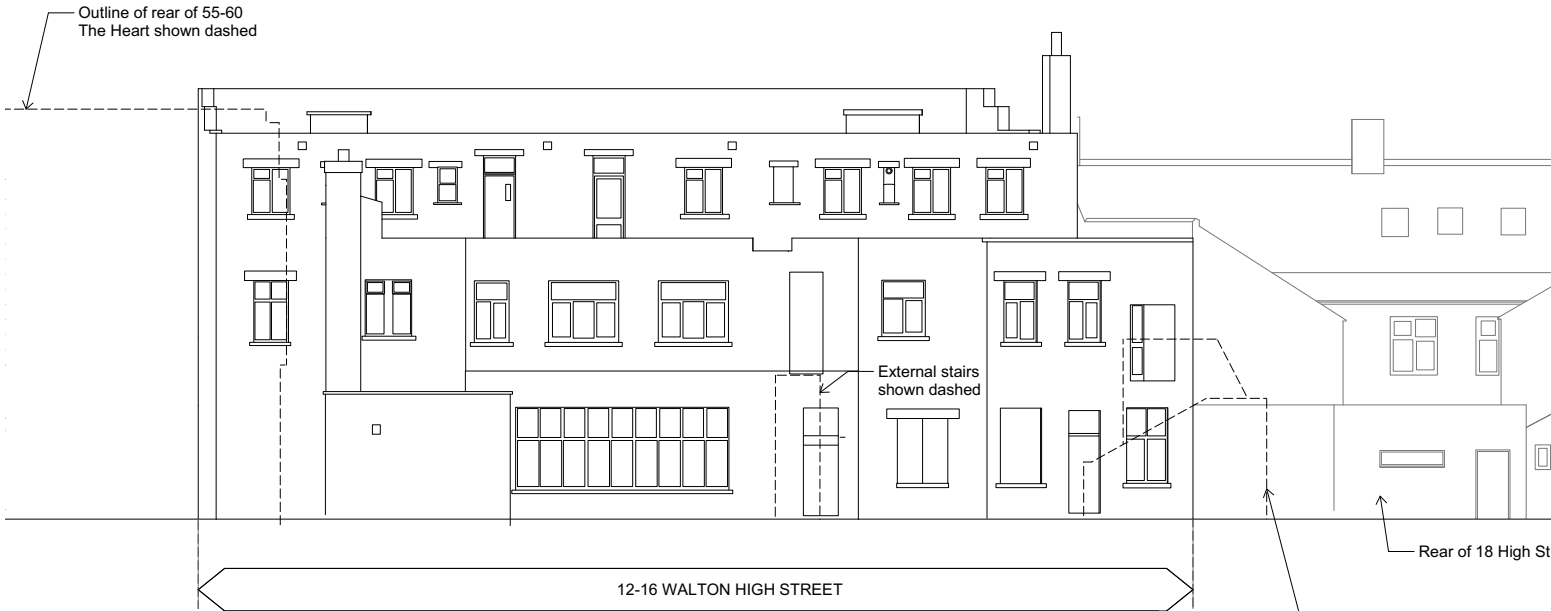 Outline of rear of 55-60
The Heart shown dashed
External stairs
shown dashed
Rear of 18 High St
12-16 WALTON HIGH STREET